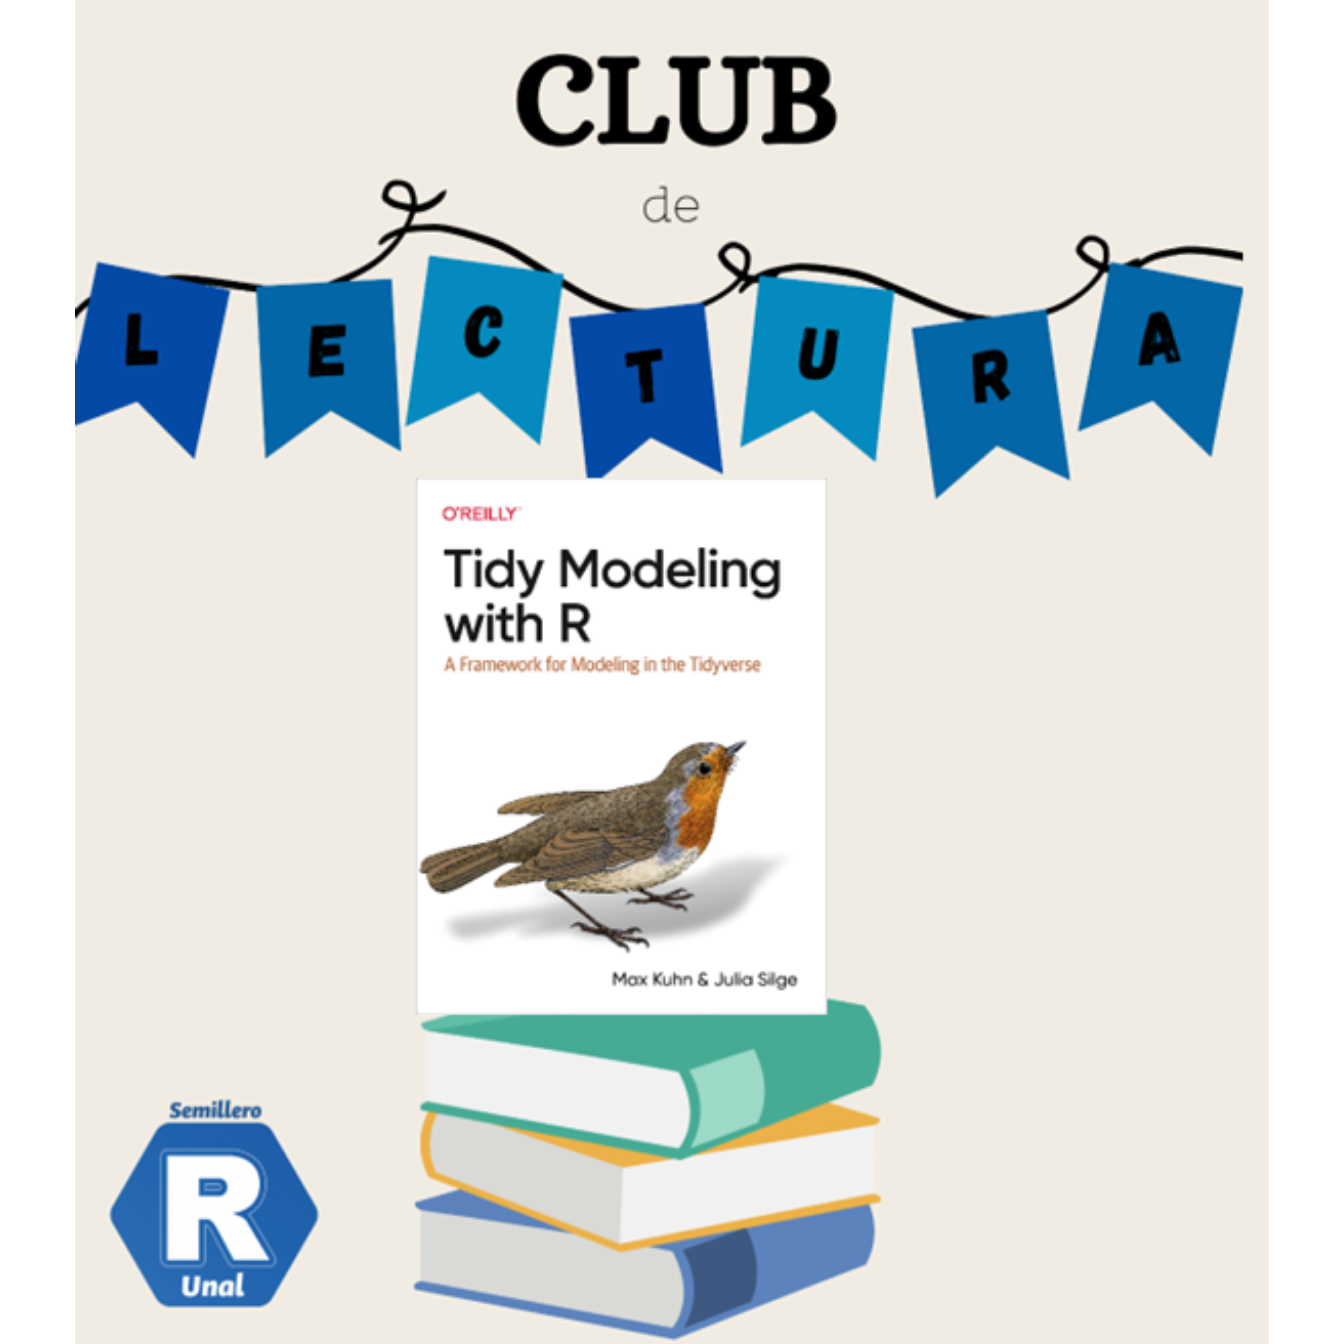 CLUB
de
LECTURA
O'REILLY
Tidy Modeling
with R
A Framework for Modeling in the Tidyverse
Max Kuhn & Julia Silge
Semillero
R
Unal